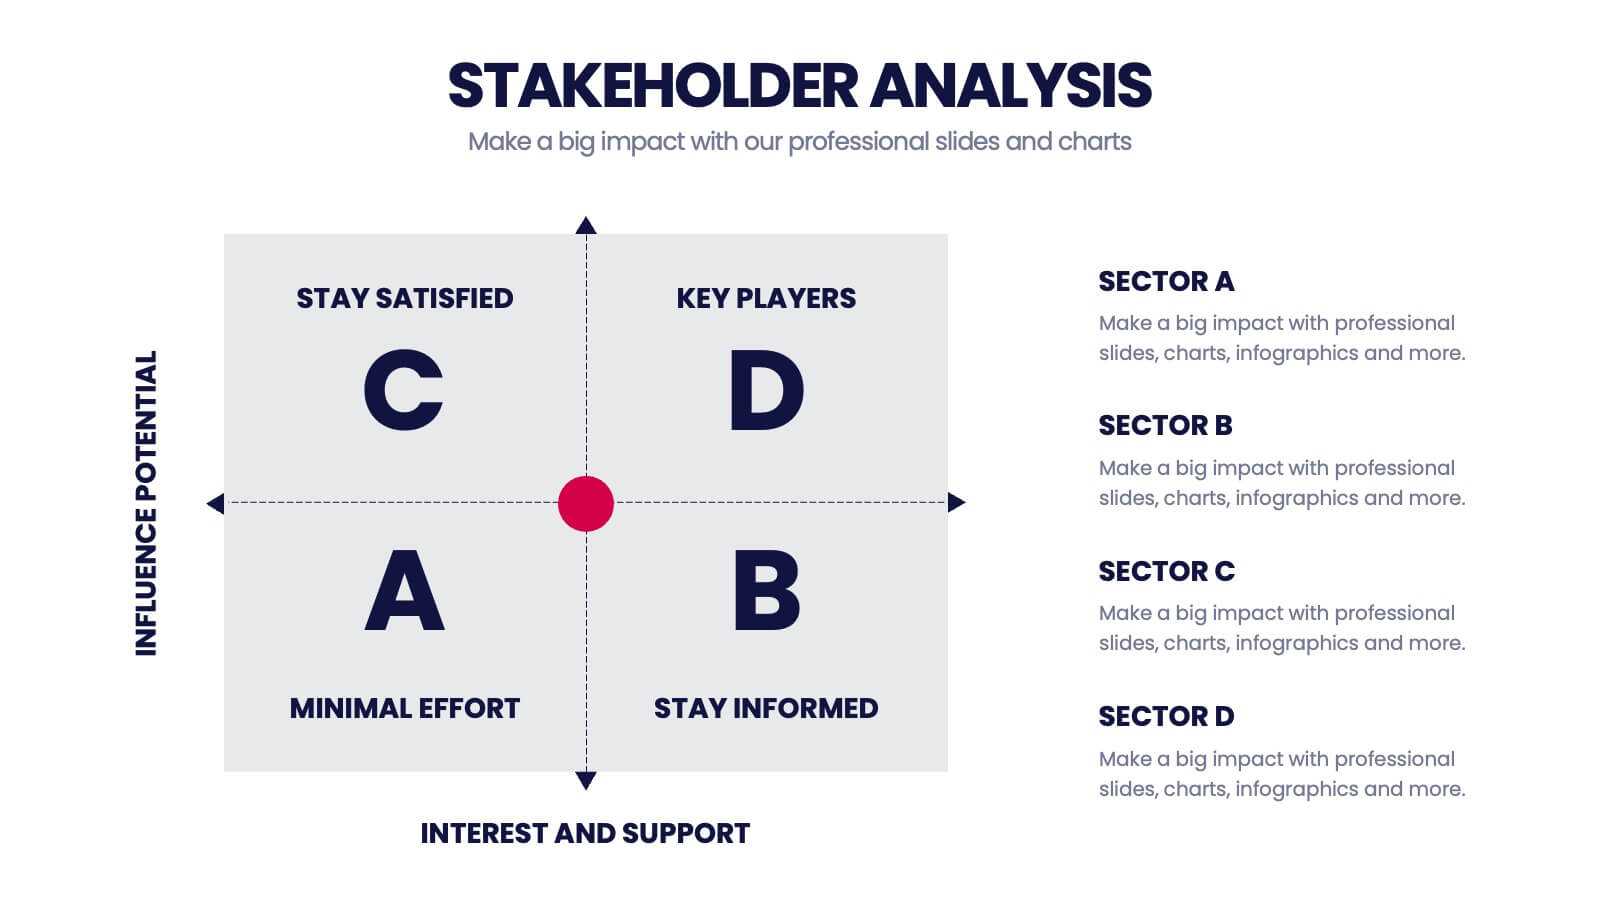 STAKEHOLDER ANALYSIS
Make a big impact with our professional slides and charts
INFLUENCE POTENTIAL
STAY SATISFIED
KEY PLAYERS
C
D
A
B
MINIMAL EFFORT
STAY INFORMED
INTEREST AND SUPPORT
SECTOR A
Make a big impact with professional
slides, charts, infographics and more.
SECTOR B
Make a big impact with professional
slides, charts, infographics and more.
SECTOR C
Make a big impact with professional
slides, charts, infographics and more.
SECTOR D
Make a big impact with professional
slides, charts, infographics and more.